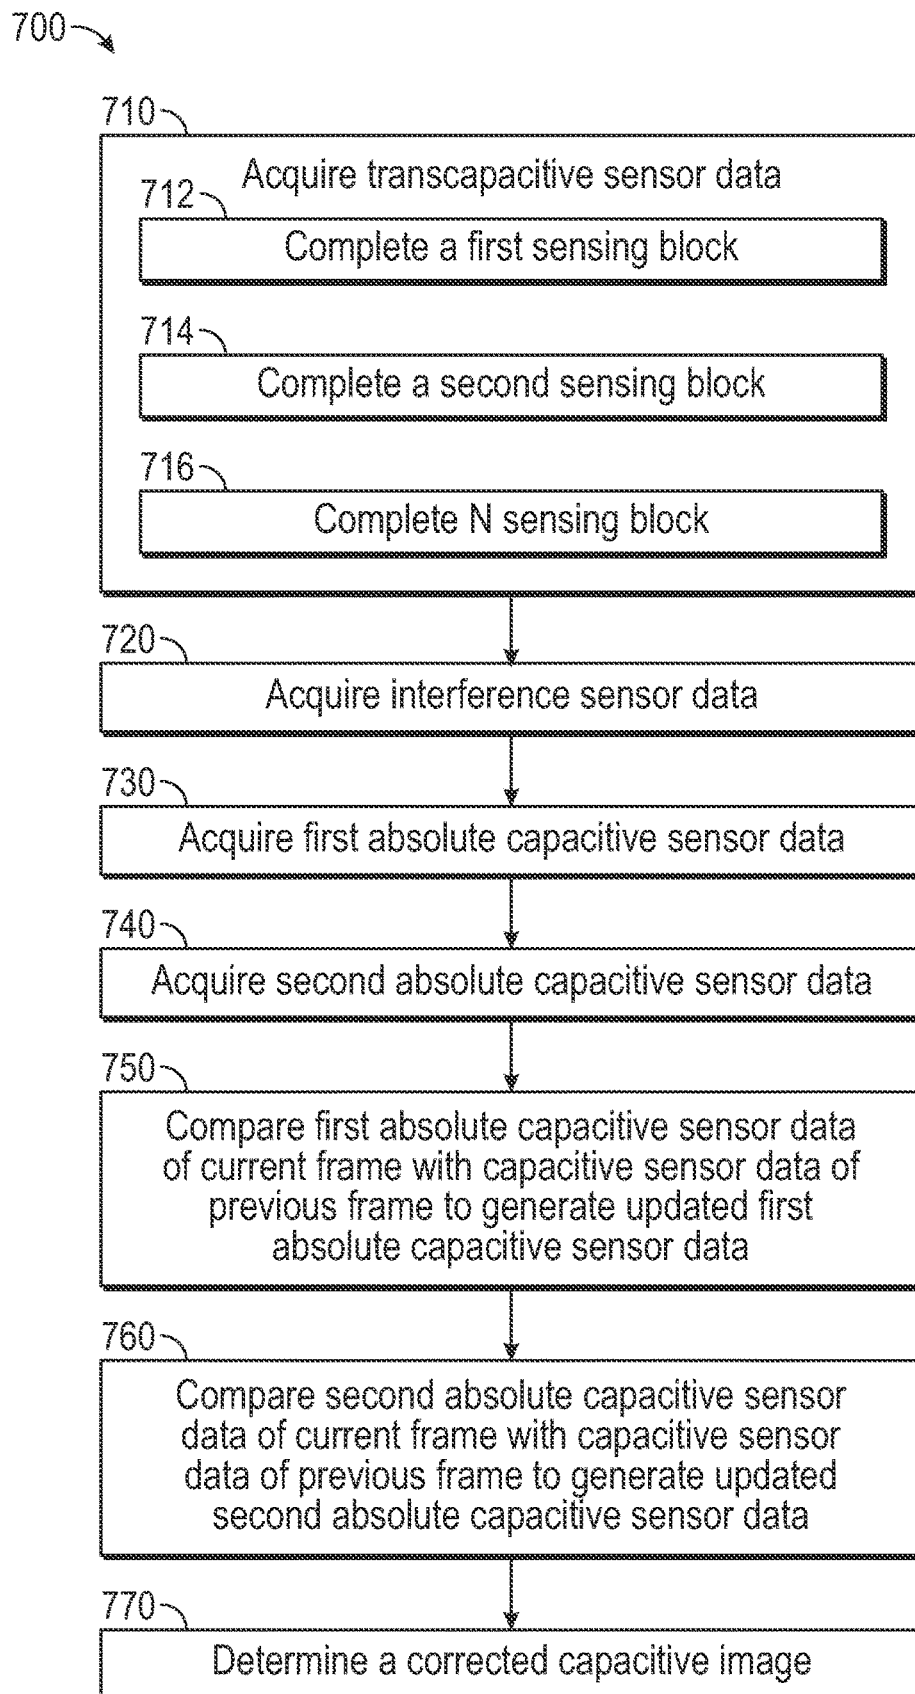 700
710
Acquire transcapacitive sensor data
712
Complete a first sensing block
714
Complete a second sensing block
716
Complete N sensing block
720
Acquire interference sensor data
730
Acquire first absolute capacitive sensor data
740
Acquire second absolute capacitive sensor data
750
Compare first absolute capacitive sensor data
of current frame with capacitive sensor data of
previous frame to generate updated first
absolute capacitive sensor data
760
Compare second absolute capacitive sensor
data of current frame with capacitive sensor
data of previous frame to generate updated
second absolute capacitive sensor data
770
Determine a corrected capacitive image